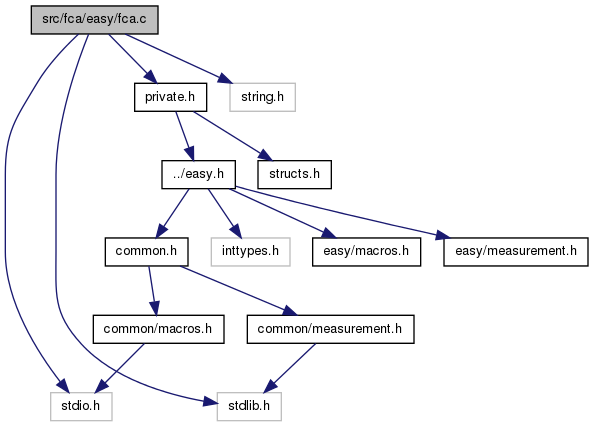 src/fca/easy/fca.c
private.h
string.h
../easy.h
structs.h
common.h
inttypes.h
easy/macros.h
easy/measurement.h
common/macros.h
common/measurement.h
stdio.h
stdlib.h